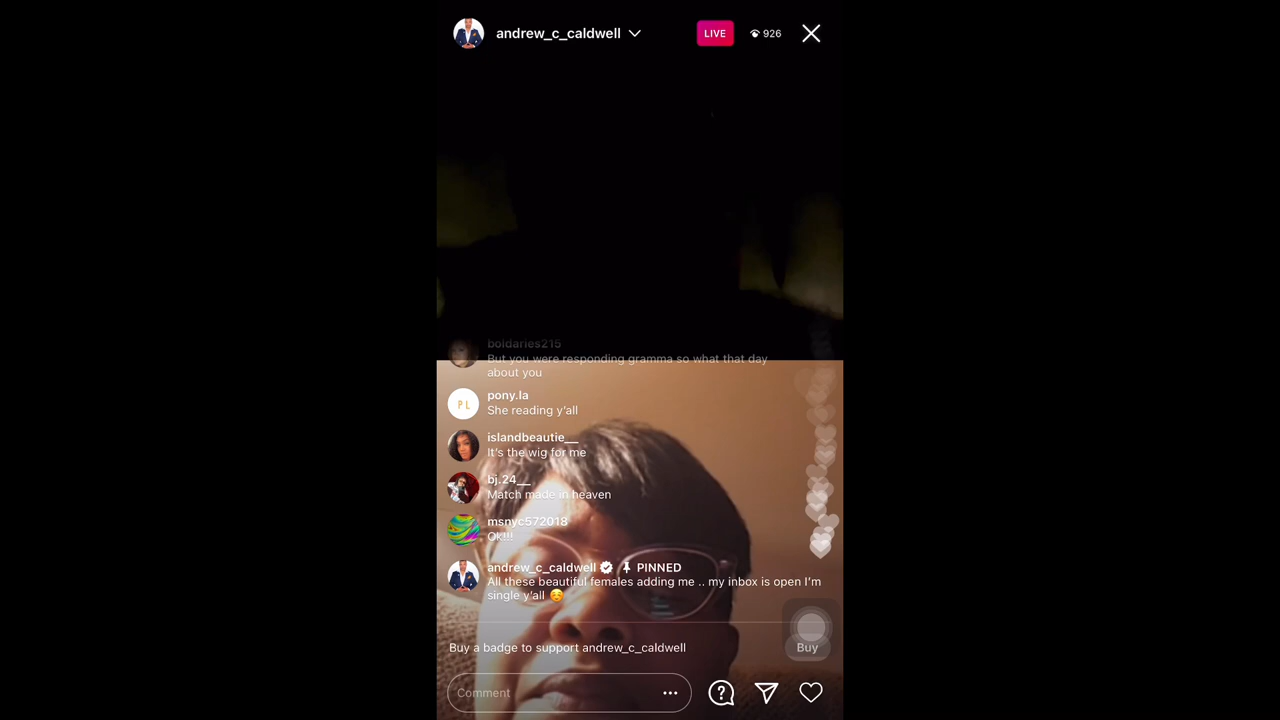 andrew_c_caldwell
LIVE
926
boldaries215
But you were responding gramma so what that day
about you
PL
pony.la
She reading y'all
islandbeautie__
It's the wig for me
bj.24__
Match made in heaven
msnyc572018
Ok!!!
andrew_c_caldwell PINNED
All these beautiful females adding me .. my inbox is open I'm
single y'all ☺️
Buy a badge to support andrew_c_caldwell
Buy
Comment